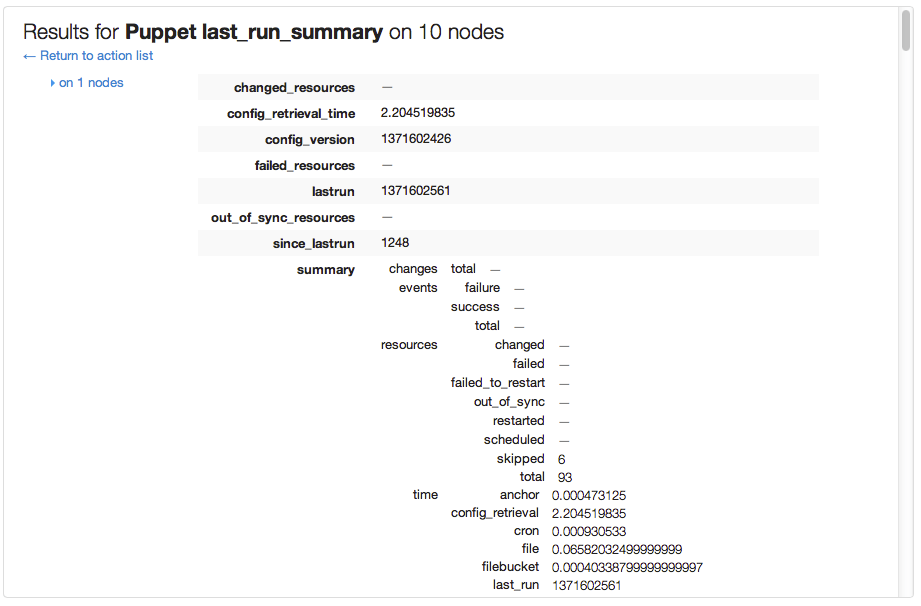 Results for Puppet last_run_summary on 10 nodes
← Return to action list
on 1 nodes
changed_resources —
config_retrieval_time 2.204519835
config_version 1371602426
failed_resources —
lastrun 1371602561
out_of_sync_resources —
since_lastrun 1248
summary changes total —
events failure —
success —
total —
resources changed —
failed —
failed_to_restart —
out_of_sync —
restarted —
scheduled —
skipped 6
total 93
time anchor 0.000473125
config_retrieval 2.204519835
cron 0.000930533
file 0.06582032499999999
filebucket 0.00040338799999999997
last_run 1371602561